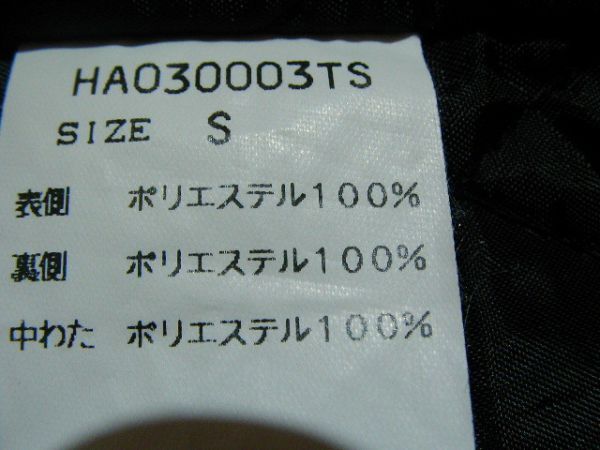 HA030003TS
SIZE S
表側 ポリエステル100%
裏側 ポリエステル100%
中わた ポリエステル100%